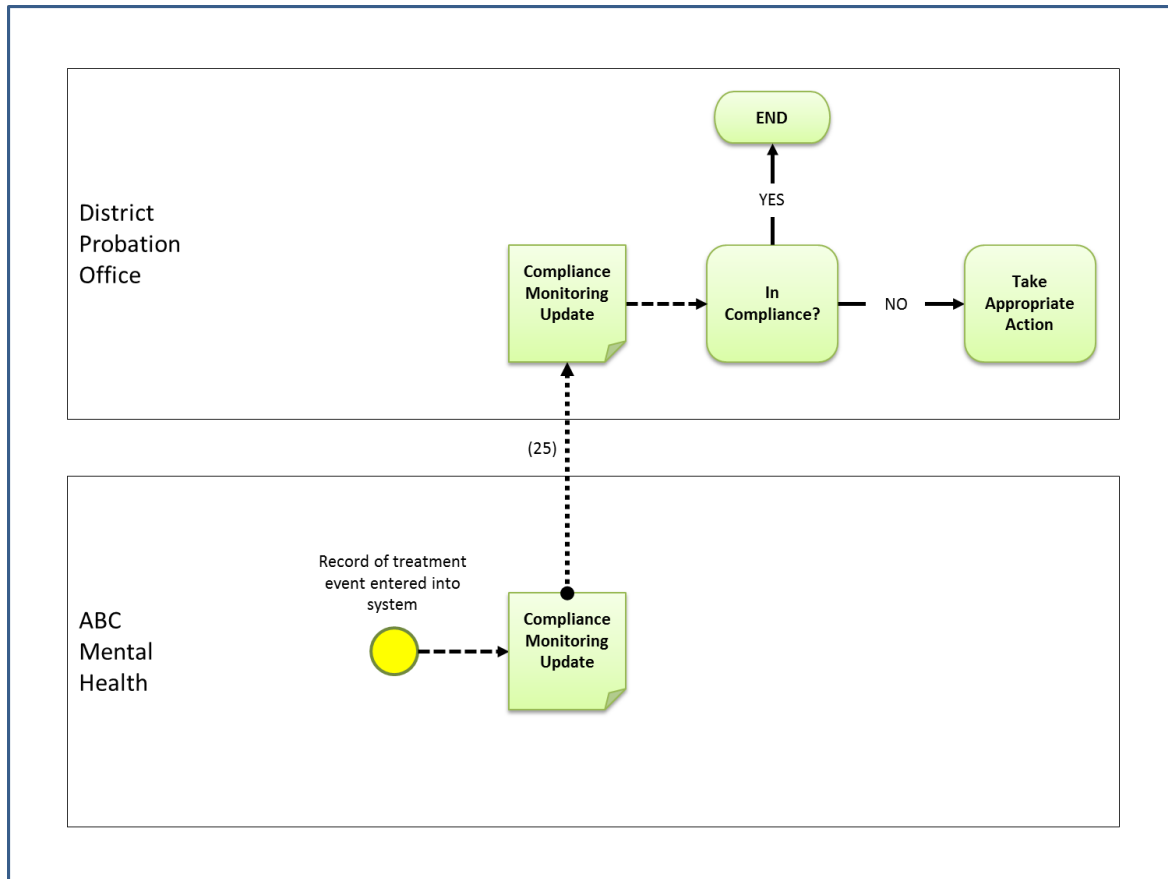 END
YES
District
Probation
Office
Compliance
Monitoring
Update
In
Compliance?
NO
Take
Appropriate
Action
(25)
Record of treatment
event entered into
system
ABC
Mental
Health
Compliance
Monitoring
Update